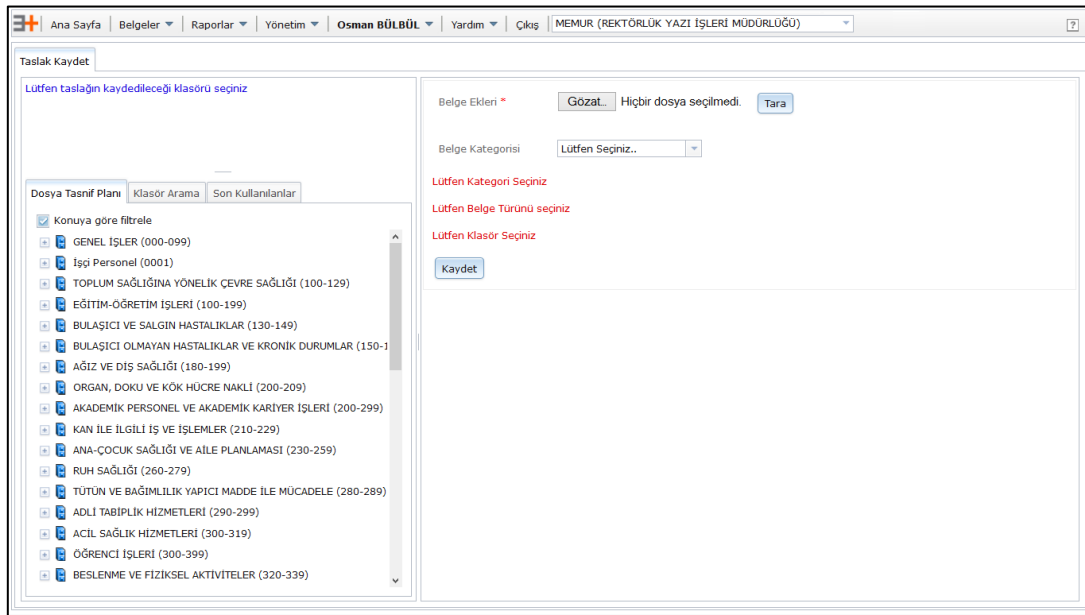 Ana Sayfa Belgeler Raporlar Yönetim Osman BÜLBÜL Yardım Çıkış MEMUR (REKTÖRLÜK YAZI İŞLERİ MÜDÜRLÜĞÜ) ?
Taslak Kaydet
Lütfen taslağın kaydedileceği klasörü seçiniz
Dosya Tasnif Planı Klasör Arama Son Kullanılanlar
Konuya göre filtrele
GENEL İŞLER (000-099)
İşçi Personel (0001)
TOPLUM SAĞLIĞINA YÖNELİK ÇEVRE SAĞLIĞI (100-129)
EĞİTİM-ÖĞRETİM İŞLERİ (100-199)
BULAŞICI VE SALGIN HASTALIKLAR (130-149)
BULAŞICI OLMAYAN HASTALIKLAR VE KRONİK DURUMLAR (150-1
AĞIZ VE DİŞ SAĞLIĞI (180-199)
ORGAN, DOKU VE KÖK HÜCRE NAKLİ (200-209)
AKADEMİK PERSONEL VE AKADEMİK KARİYER İŞLERİ (200-299)
KAN İLE İLGİLİ İŞ VE İŞLEMLER (210-229)
ANA-ÇOCUK SAĞLIĞI VE AİLE PLANLAMASI (230-259)
RUH SAĞLIĞI (260-279)
TÜTÜN VE BAĞIMLILIK YAPICI MADDE İLE MÜCADELE (280-289)
ADLİ TABİPLİK HİZMETLERİ (290-299)
ACİL SAĞLIK HİZMETLERİ (300-319)
ÖĞRENCİ İŞLERİ (300-399)
BESLENME VE FİZİKSEL AKTİVİTELER (320-339)
Belge Ekleri * Gözat... Hiçbir dosya seçilmedi. Tara
Belge Kategorisi Lütfen Seçiniz..
Lütfen Kategori Seçiniz
Lütfen Belge Türünü seçiniz
Lütfen Klasör Seçiniz
Kaydet